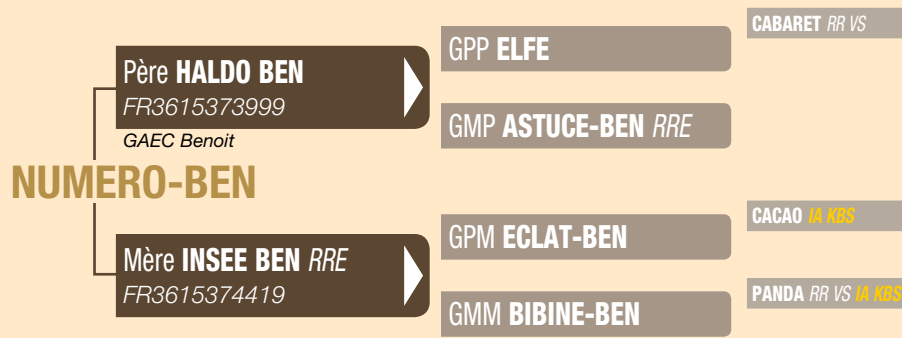 CABARET RR VS
GPP ELFE
Père HALDO BEN
FR3615373999
GAEC Benoit
GMP ASTUCE-BEN RRE
NUMERO-BEN
CACAO IA KBS
GPM ECLAT-BEN
Mère INSEE BEN RRE
FR3615374419
PANDA RR VS IA KBS
GMM BIBINE-BEN